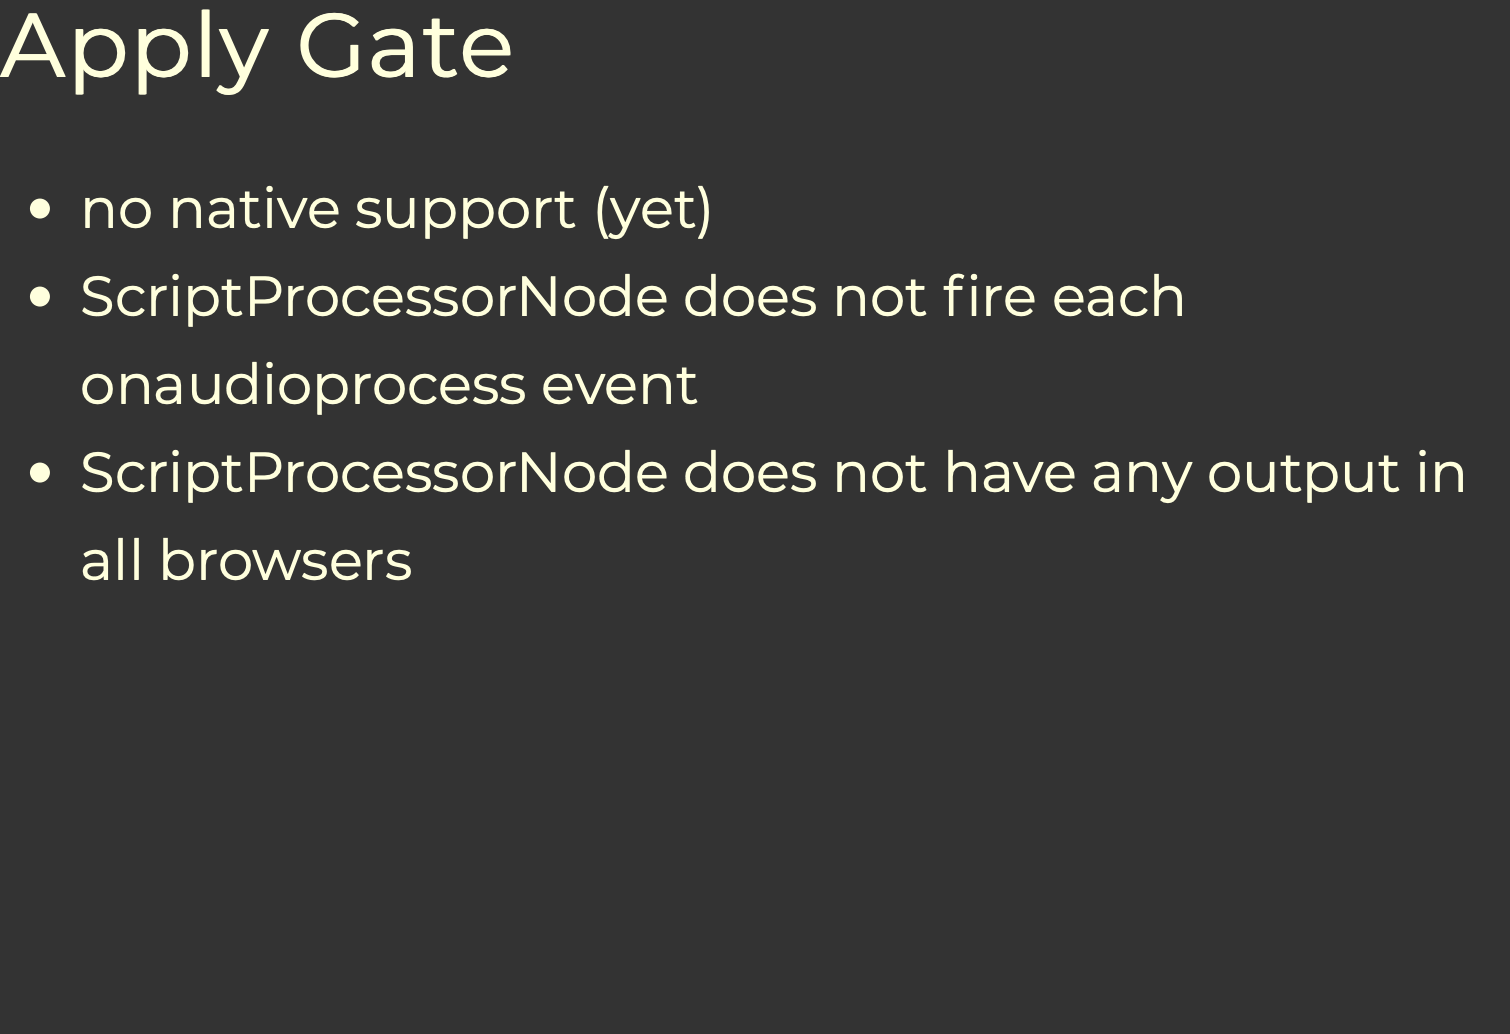 Apply Gate
• no native support (yet)
• ScriptProcessorNode does not fire each
onaudioprocess event
• ScriptProcessorNode does not have any output in
all browsers